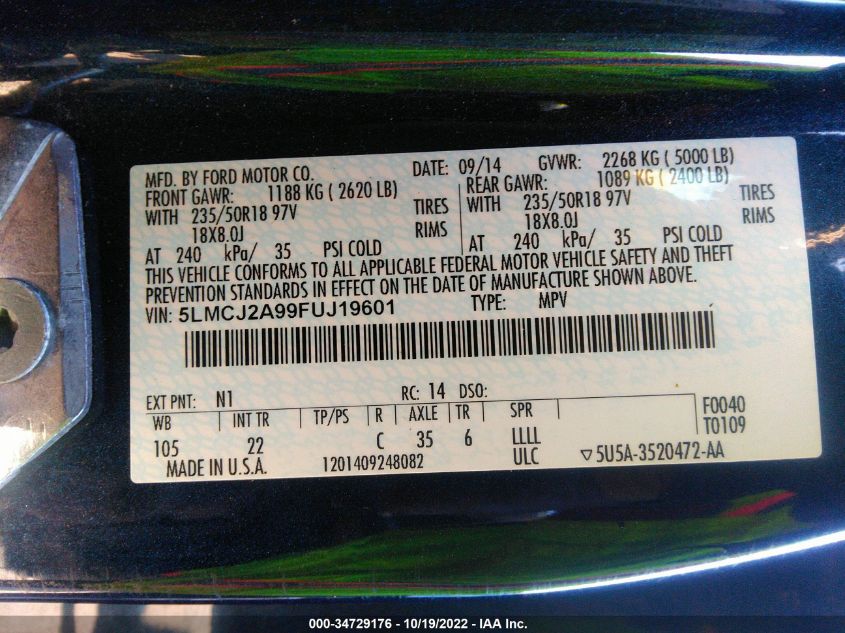 MFD. BY FORD MOTOR CO. DATE: 09/14 GVWR: 2268 KG ( 5000 LB)
FRONT GAWR: 1188 KG ( 2620 LB) REAR GAWR: 1089 KG ( 2400 LB)
WITH 235/50R18 97V TIRES WITH 235/50R18 97V TIRES
18X8.0J RIMS 18X8.0J RIMS
AT 240 kPa/ 35 PSI COLD AT 240 kPa/ 35 PSI COLD
THIS VEHICLE CONFORMS TO ALL APPLICABLE FEDERAL MOTOR VEHICLE SAFETY AND THEFT
PREVENTION STANDARDS IN EFFECT ON THE DATE OF MANUFACTURE SHOWN ABOVE.
VIN: 5LMCJ2A99FUJ19601 TYPE: MPV
EXT PNT: N1 RC: 14 DSO: F0040
WB INT TR TP/PS R AXLE TR SPR T0109
105 22 C 35 6 LLLL
MADE IN U.S.A. 1201409248082 ULC ▽5U5A-3520472-AA
000-34729176 - 10/19/2022 - IAA Inc.